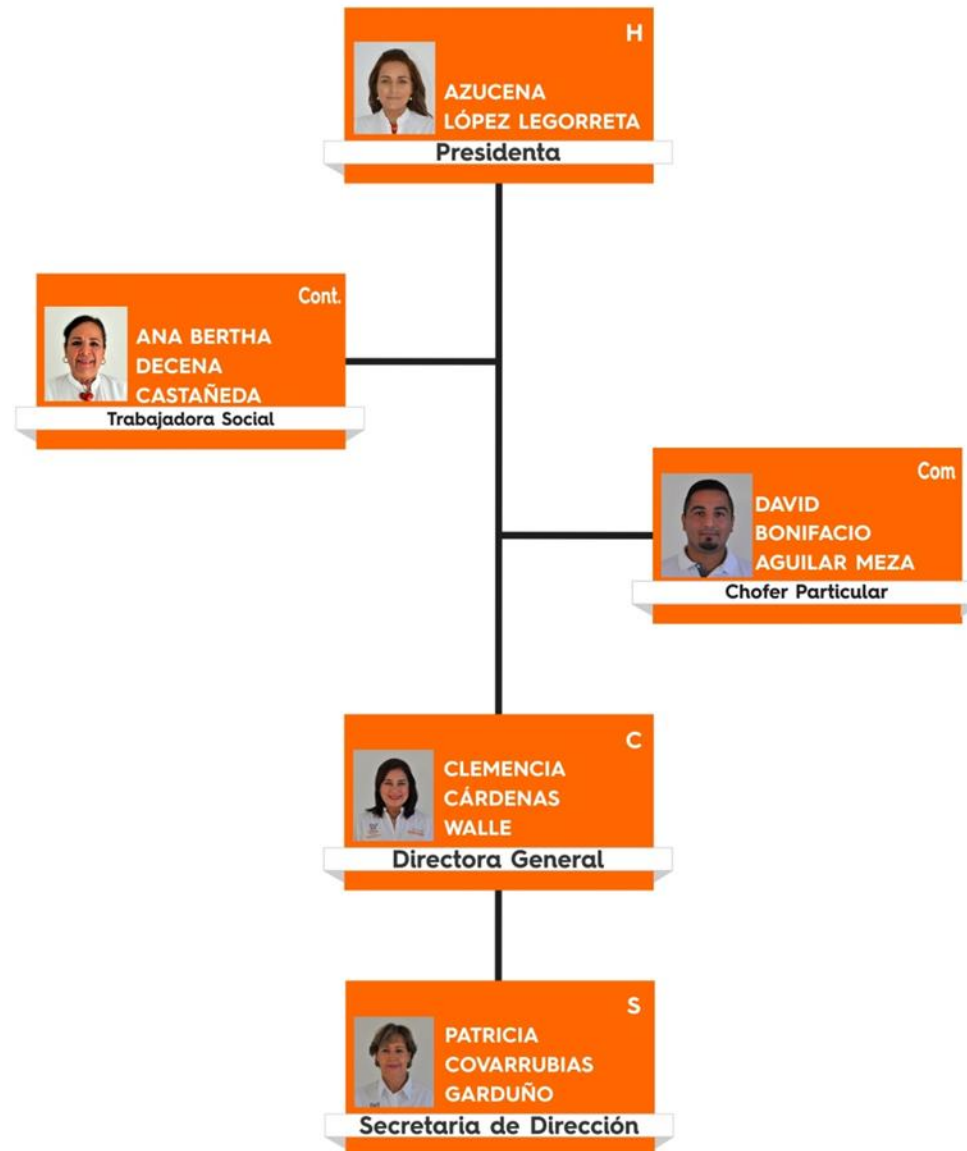 H
AZUCENA
LÓPEZ LEGORRETA
Presidenta
Cont.
ANA BERTHA
DECENA
CASTAÑEDA
Trabajadora Social
Com
DAVID
BONIFACIO
AGUILAR MEZA
Chofer Particular
C
CLEMENCIA
CÁRDENAS
WALLE
Directora General
S
PATRICIA
COVARRUBIAS
GARDUÑO
Secretaria de Dirección